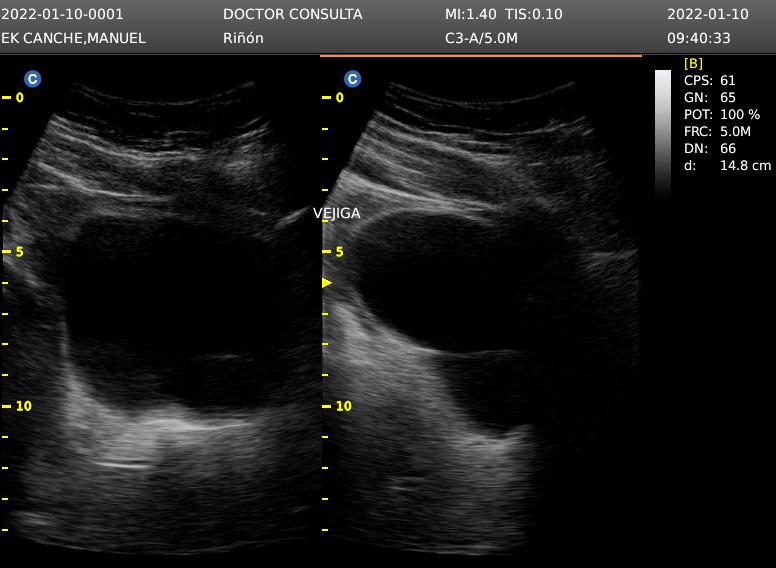 2022-01-10-0001 DOCTOR CONSULTA MI:1.40 TIS:0.10 2022-01-10
EK CANCHE,MANUEL Riñón C3-A/5.0M 09:40:33
[B]
C C
CPS: 61
0 0
GN: 65
POT: 100 %
FRC: 5.0M
DN: 66
d: 14.8 cm
VEJIGA
5 5
10 10